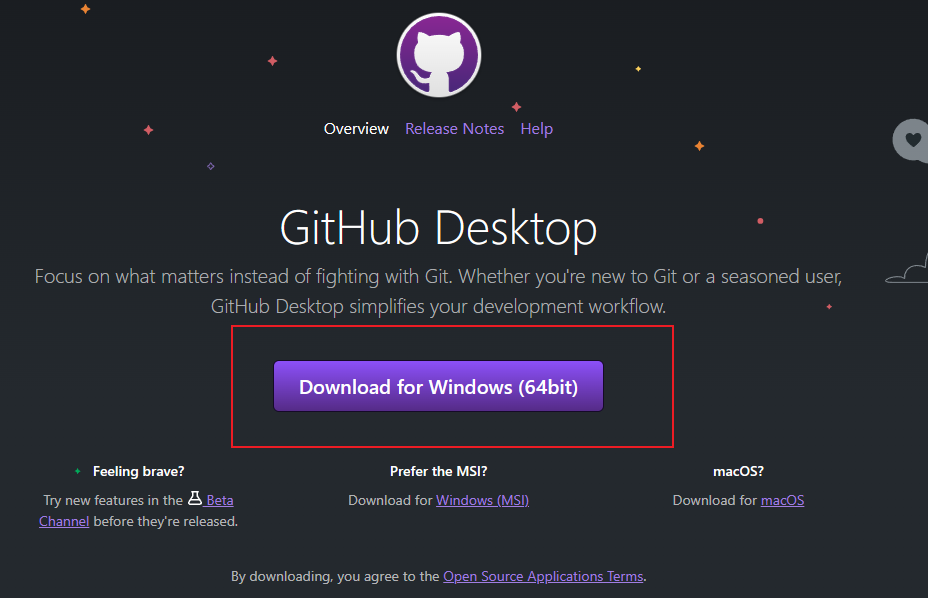 Overview Release Notes Help
GitHub Desktop
Focus on what matters instead of fighting with Git. Whether you're new to Git or a seasoned user,
GitHub Desktop simplifies your development workflow.
Download for Windows (64bit)
Feeling brave?
Try new features in the Beta
Channel before they're released.
Prefer the MSI?
Download for Windows (MSI)
macOS?
Download for macOS
By downloading, you agree to the Open Source Applications Terms.